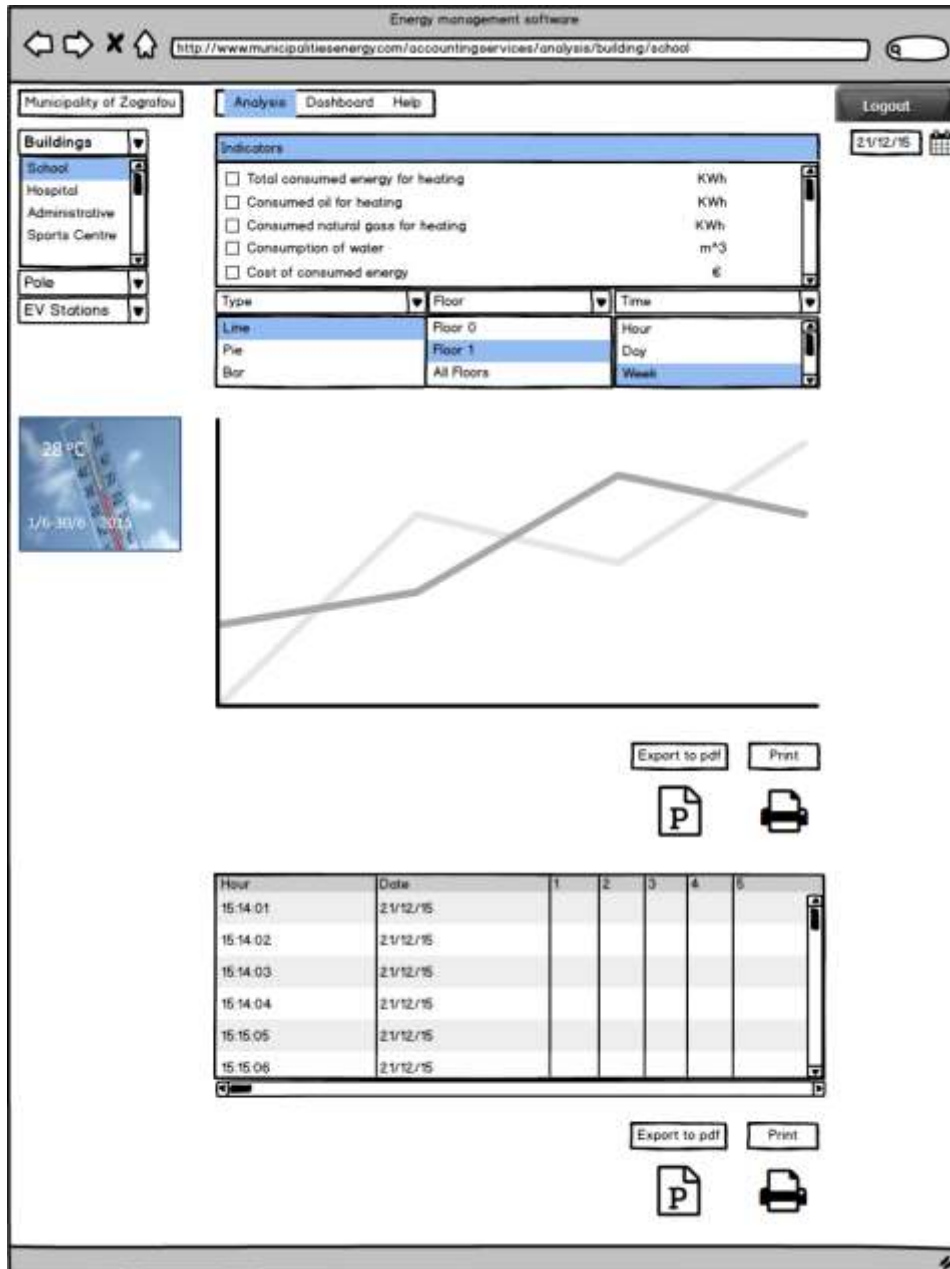 Energy management software
http://www.municipalitiesenergy.com/accountingservices/analysis/building/school
Municipality of Zografou
Analysis Dashboard Help
Logout
21/12/15
Buildings
School
Hospital
Administrative
Sports Centre
Pole
EV Stations
Indicators
Total consumed energy for heating KWh
Consumed oil for heating KWh
Consumed natural gass for heating KWh
Consumption of water m^3
Cost of consumed energy €
Type Floor Time
Line Floor 0 Hour
Pie Floor 1 Day
Bar All Floors Week
28 °C
1/6-30/6 2015
Export to pdf Print
P
Hour Date 1 2 3 4 5
15:14:01 21/12/15
15:14:02 21/12/15
15:14:03 21/12/15
15:14:04 21/12/15
15:15:05 21/12/15
15:15:06 21/12/15
Export to pdf Print
P